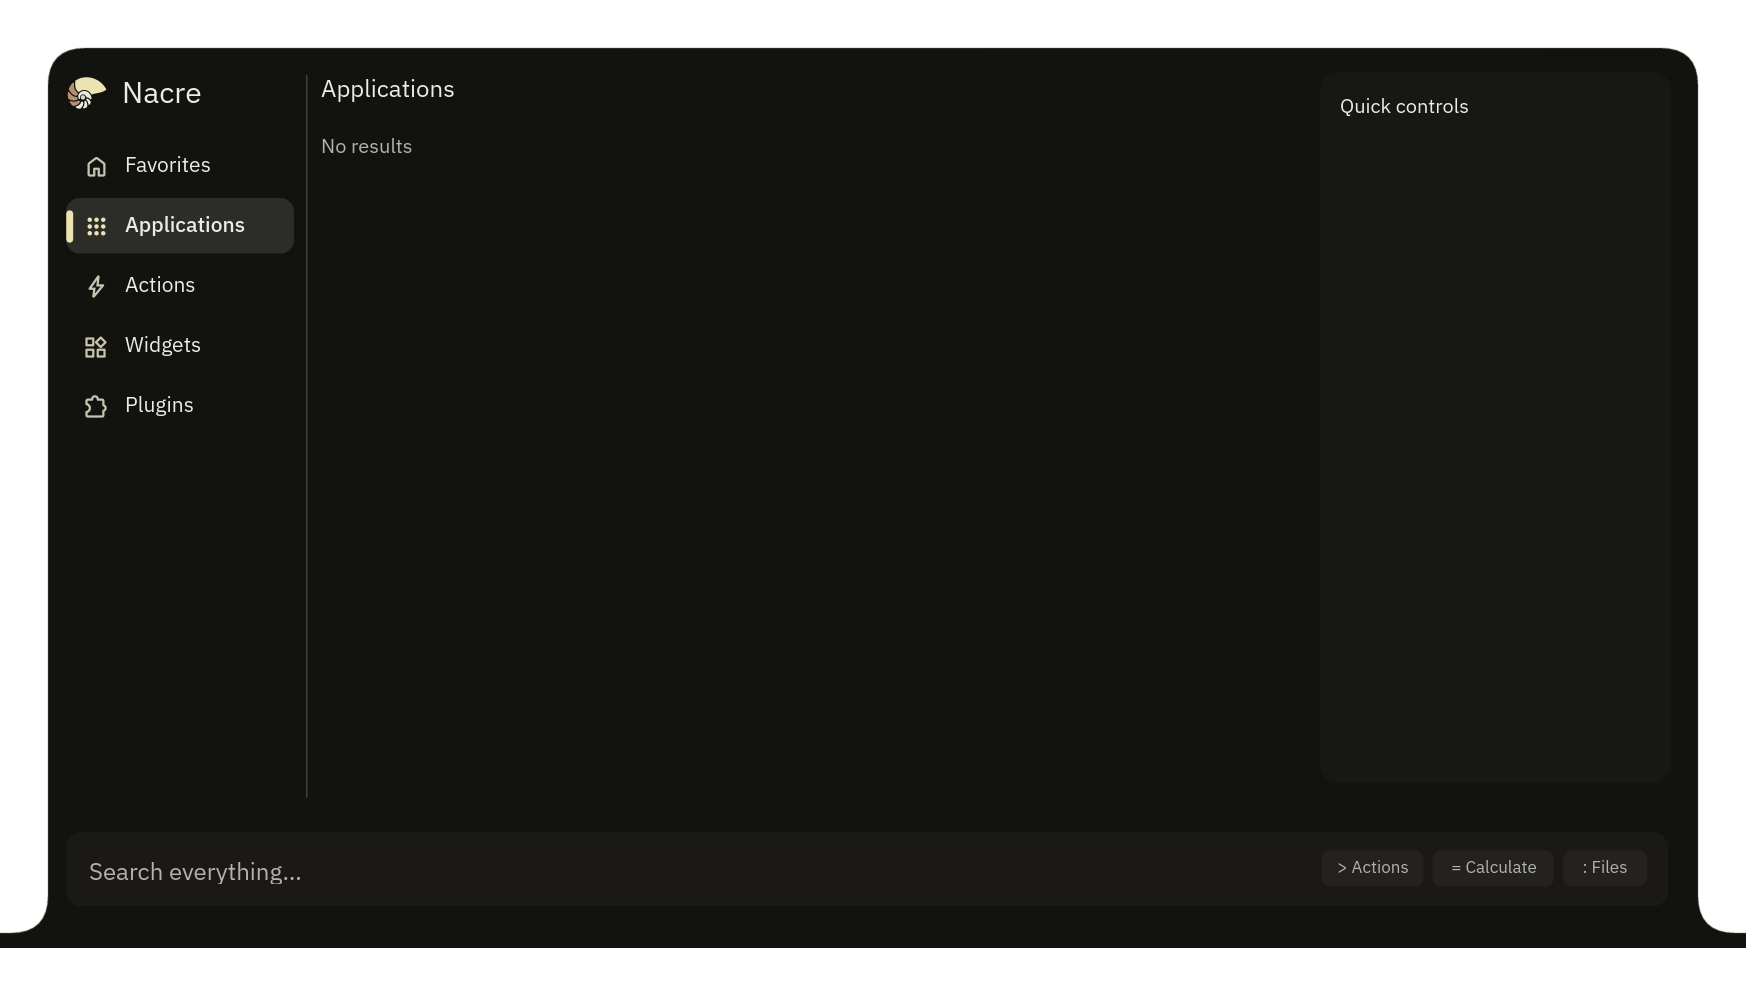 Nacre
Favorites
Applications
Actions
Widgets
Plugins
Applications
No results
Quick controls
Search everything...
> Actions
= Calculate
: Files